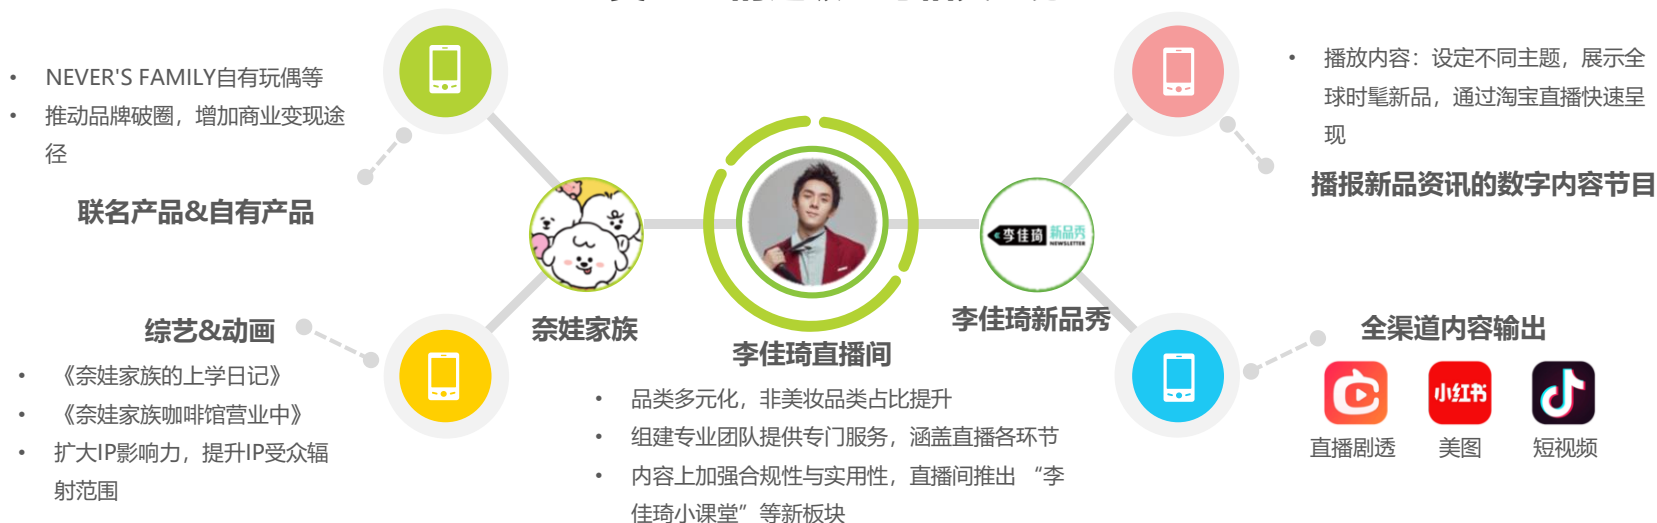 NEVER'S FAMILY自有玩偶等
推动品牌破圈，增加商业变现途
径
联名产品&自有产品
综艺&动画
《奈娃家族的上学日记》
《奈娃家族咖啡馆营业中》
扩大IP影响力，提升IP受众辐
射范围
奈娃家族
李佳琦直播间
品类多元化，非美妆品类占比提升
组建专业团队提供专门服务，涵盖直播各环节
内容上加强合规性与实用性，直播间推出 “李
佳琦小课堂”等新板块
李佳琦 新品秀
NEWSLETTER
李佳琦新品秀
播放内容：设定不同主题，展示全
球时髦新品，通过淘宝直播快速呈
现
播报新品资讯的数字内容节目
全渠道内容输出
小红书
直播剧透
美图
短视频